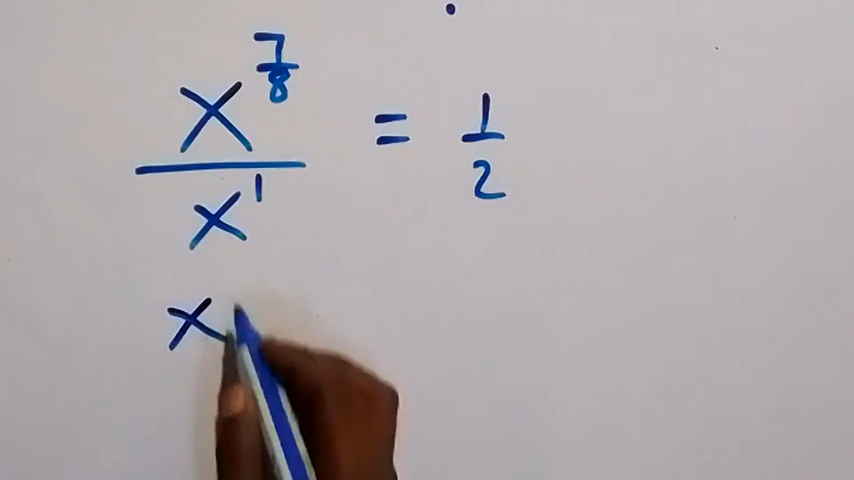 x^(7/8) / x^1 = 1/2
x